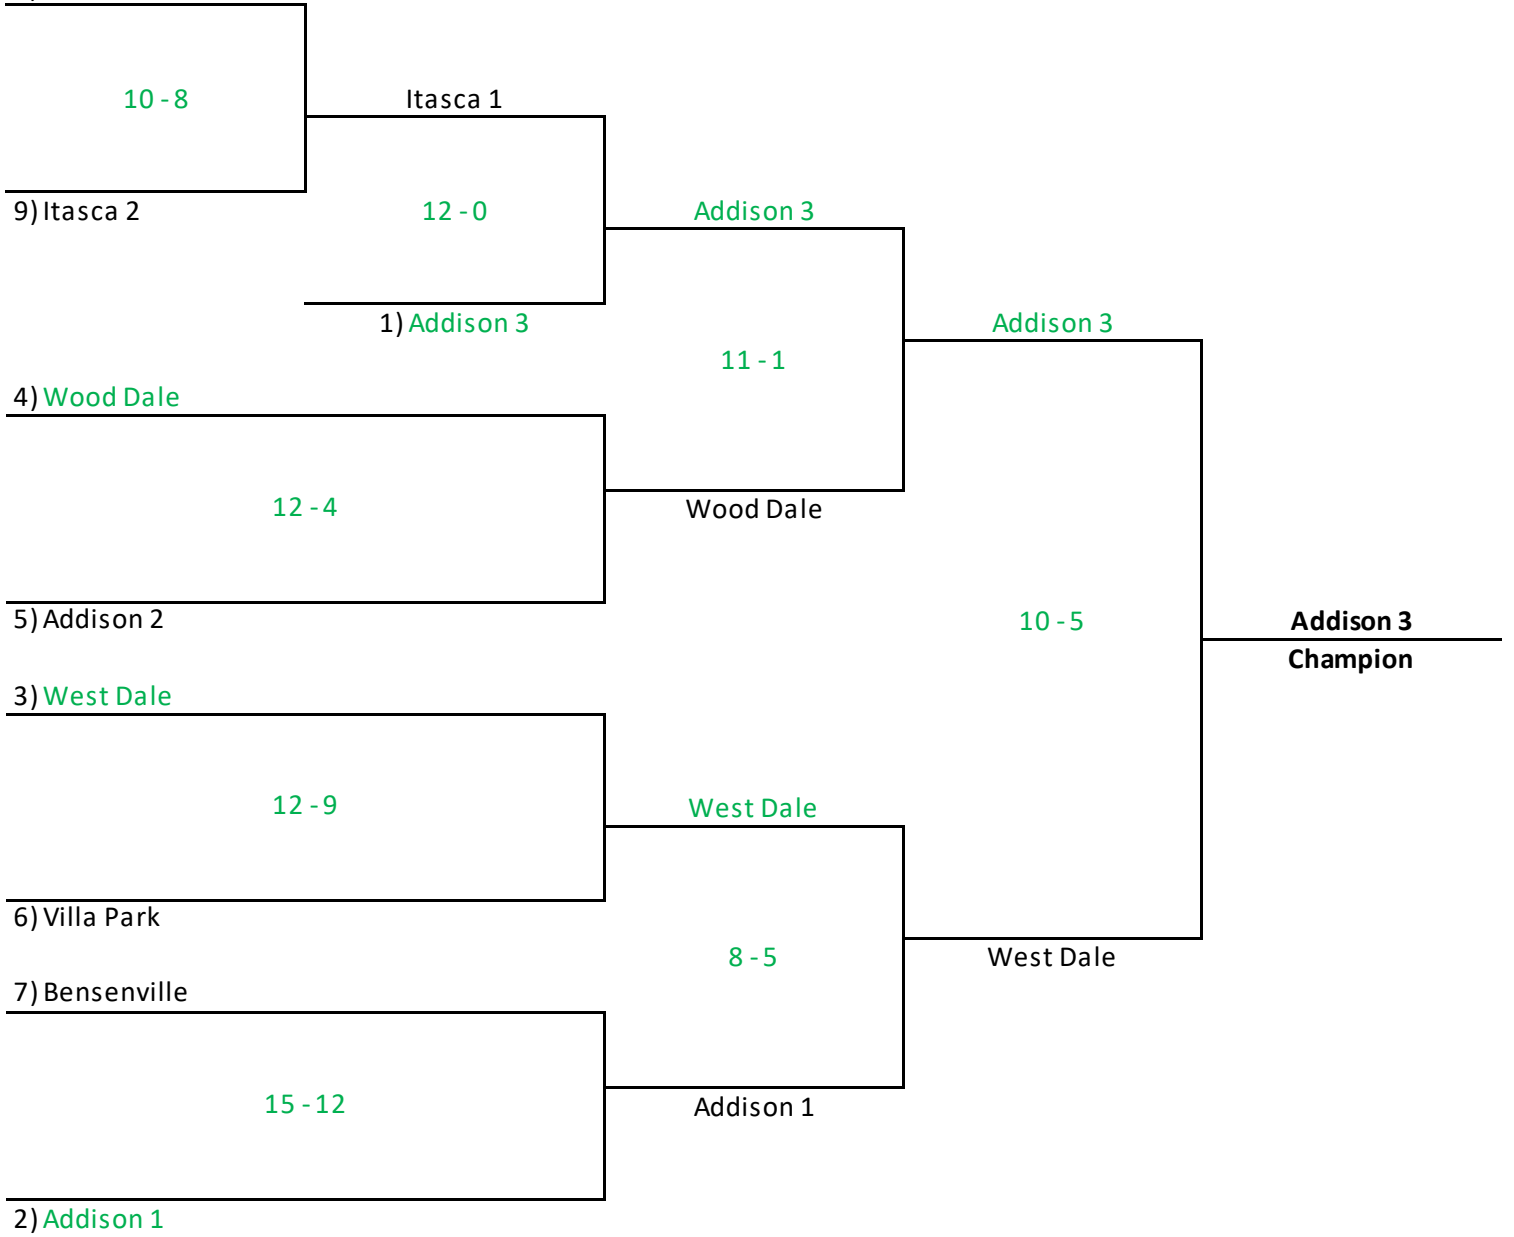 10 - 8
Itasca 1
9) Itasca 2
12 - 0
Addison 3
1) Addison 3
Addison 3
11 - 1
4) Wood Dale
12 - 4
Wood Dale
5) Addison 2
10 - 5
Addison 3
Champion
3) West Dale
12 - 9
West Dale
6) Villa Park
8 - 5
West Dale
7) Bensenville
15 - 12
Addison 1
2) Addison 1